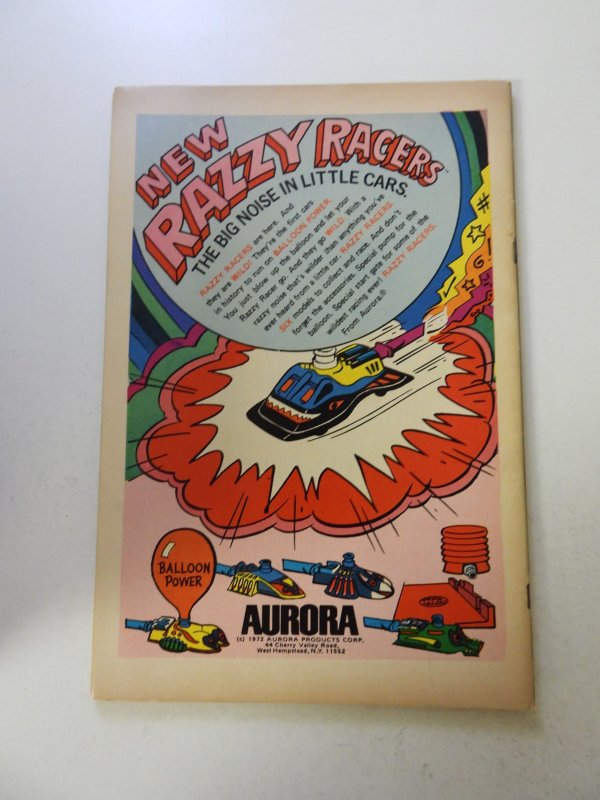 NEW
RAZZY RACERS™
THE BIG NOISE IN LITTLE CARS.
RAZZY RACERS are here. And
they are WILD! They're the first cars
in history to run on BALLOON POWER.
You just blow up the balloon and let your
Razzy Racer go. And they go WILD. With a
razzy noise that's wilder than anything you've
ever heard from a little car. RAZZY RACERS.
SIX models to collect and race. And don't
forget the accessories. Special pump for the
balloon. Special start gate for some of the
wildest racing ever! RAZZY RACERS.
From Aurora.®
#
G!
BALLOON
POWER
AURORA
(c) 1972 AURORA PRODUCTS CORP.
44 Cherry Valley Road,
West Hempstead, N.Y. 11552